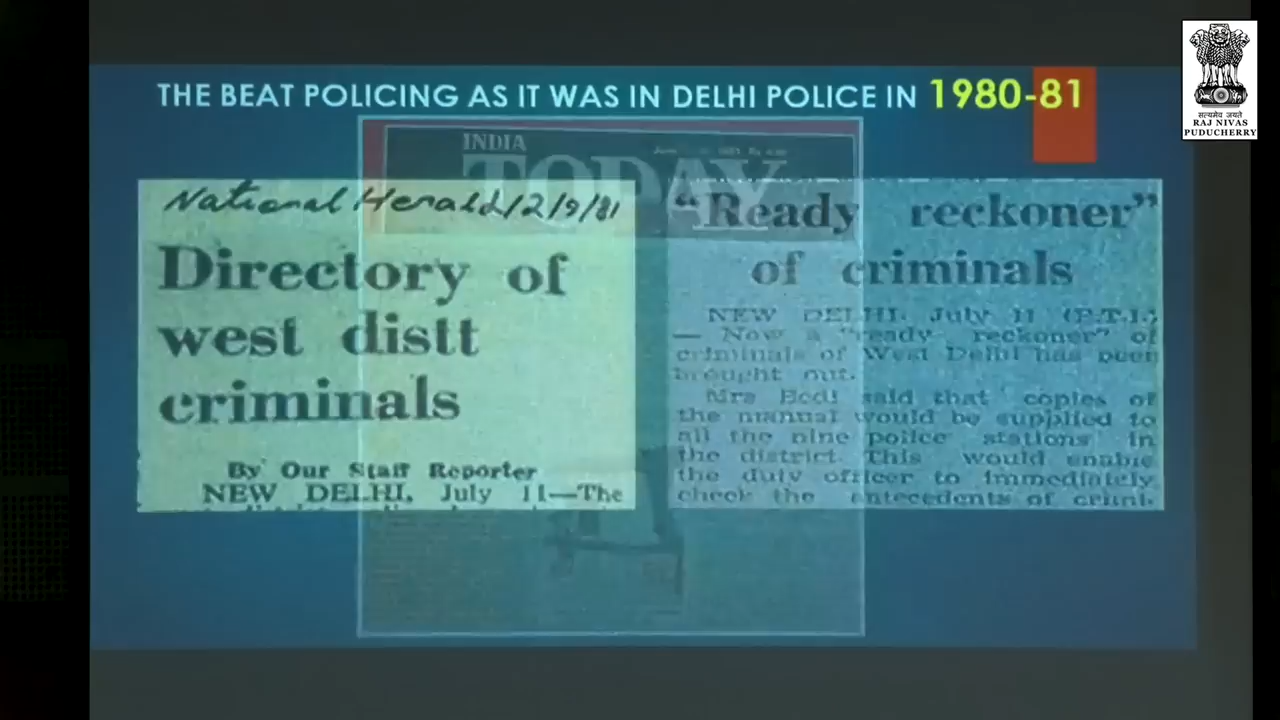 THE BEAT POLICING AS IT WAS IN DELHI POLICE IN 1980-81
सत्यमेव जयते
RAJ NIVAS
PUDUCHERRY
INDIA
TODAY
National Herald 12/9/81
Directory of
west distt
criminals
By Our Staff Reporter
NEW DELHI, July 11—The
"Ready reckoner"
of criminals
NEW DELHI, July 11 (P.T.I.)
— Now a "ready reckoner" of
criminals of West Delhi has been
brought out.
Mrs Bedi said that copies of
the manual would be supplied to
all the nine police stations in
the district. This would enable
the duty officer to immediately
check the antecedents of crimi-